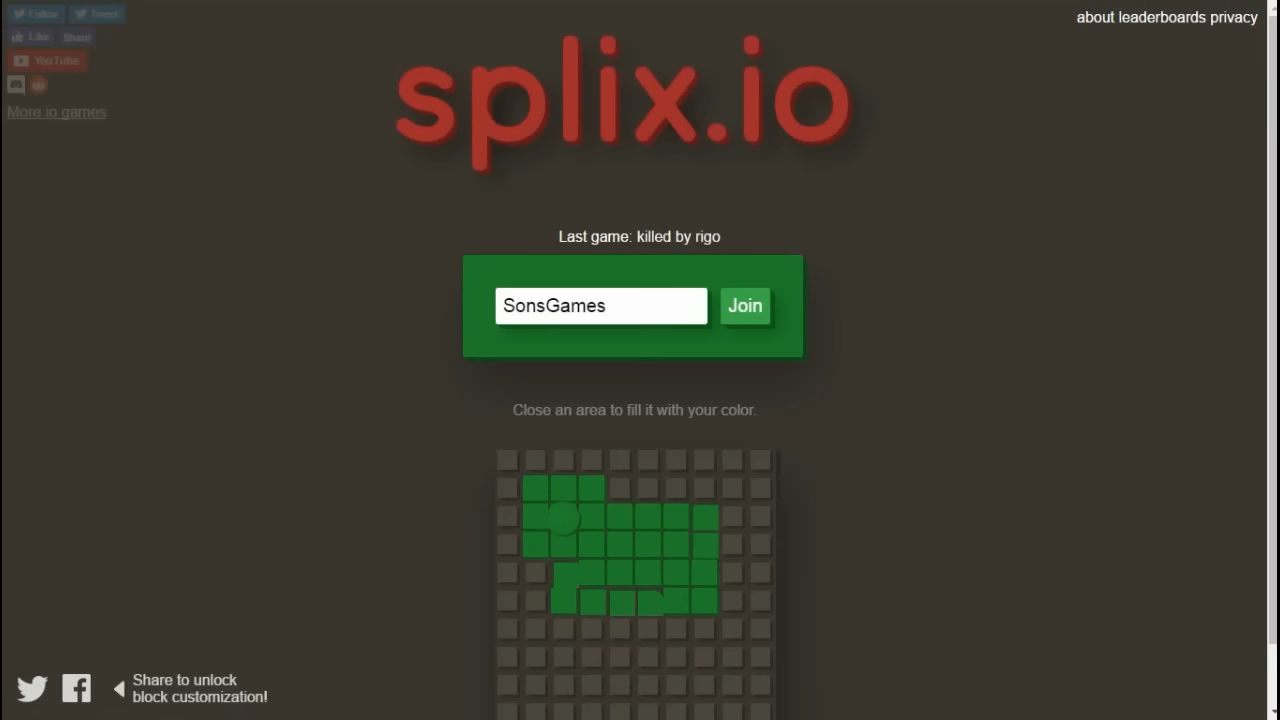 Follow Tweet
Like Share
YouTube
More io games
about leaderboards privacy
splix.io
Last game: killed by rigo
SonsGames
Join
Close an area to fill it with your color.
Share to unlock
block customization!